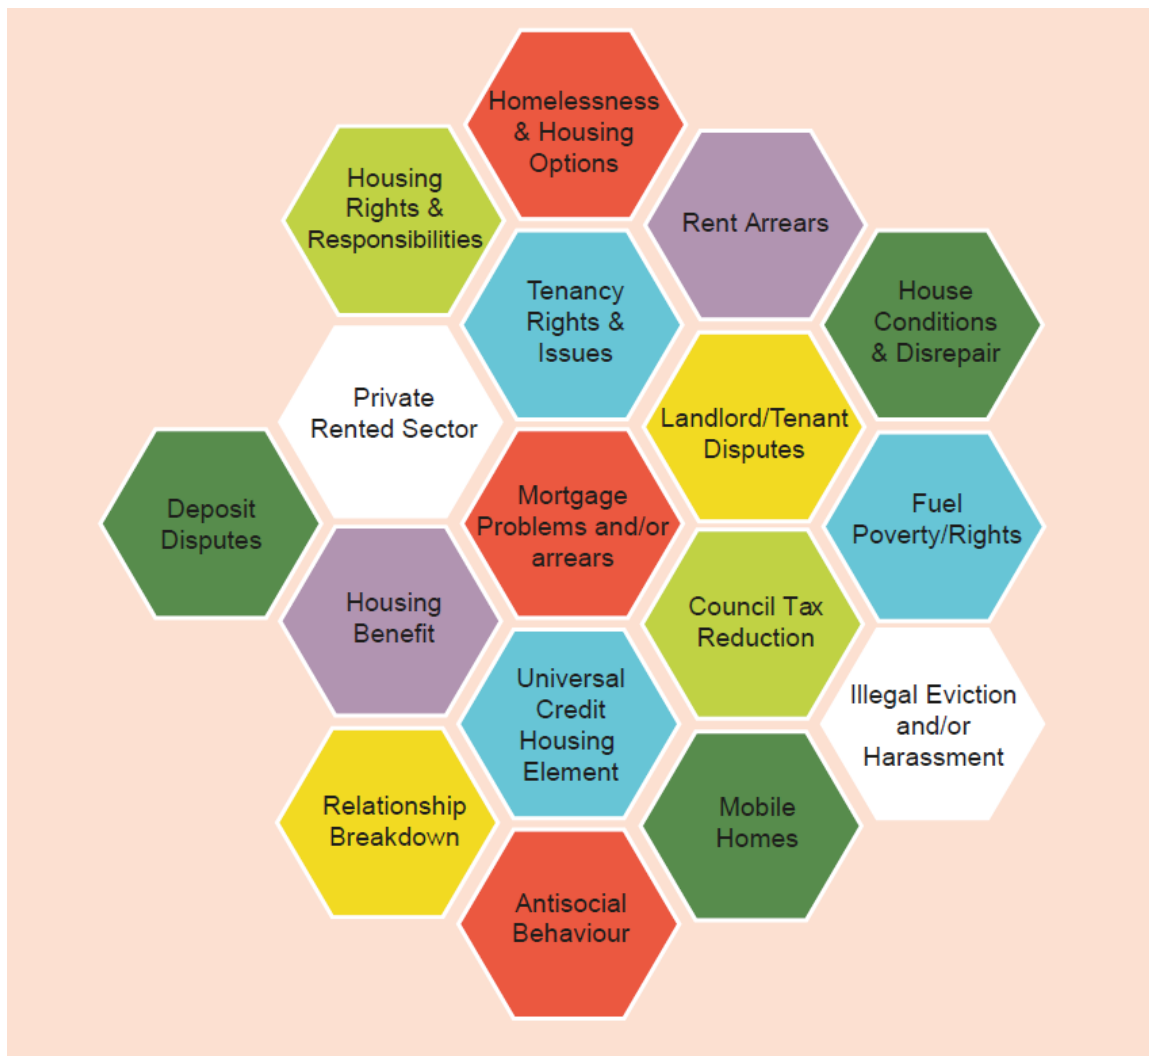 Homelessness
& Housing
Options
Housing
Rights &
Responsibilities
Rent Arrears
Tenancy
Rights &
Issues
House
Conditions
& Disrepair
Private
Rented Sector
Landlord/Tenant
Disputes
Deposit
Disputes
Mortgage
Problems and/or
arrears
Fuel
Poverty/Rights
Housing
Benefit
Council Tax
Reduction
Universal
Credit
Housing
Element
Illegal Eviction
and/or
Harassment
Relationship
Breakdown
Mobile
Homes
Antisocial
Behaviour